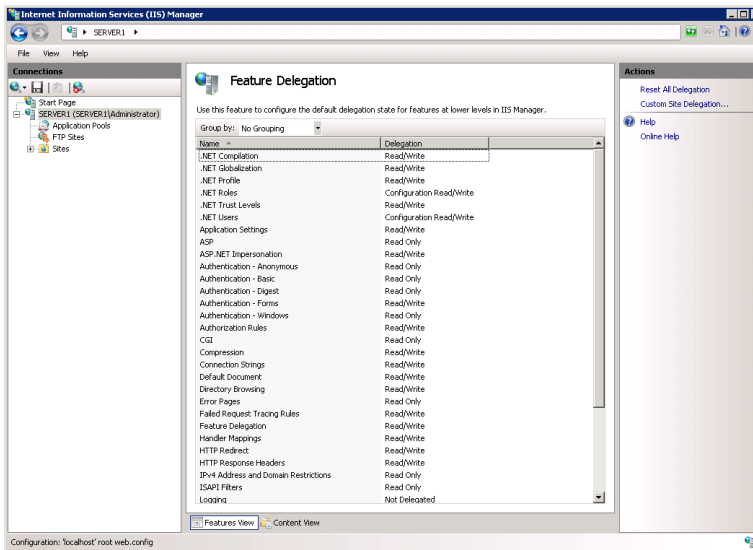 Internet Information Services (IIS) Manager
SERVER1
File View Help
Connections
Start Page
SERVER1 (SERVER1\Administrator)
Application Pools
FTP Sites
Sites
Feature Delegation
Use this feature to configure the default delegation state for features at lower levels in IIS Manager.
Group by: No Grouping
Name Delegation
.NET Compilation Read/Write
.NET Globalization Read/Write
.NET Profile Read/Write
.NET Roles Configuration Read/Write
.NET Trust Levels Read/Write
.NET Users Configuration Read/Write
Application Settings Read/Write
ASP Read Only
ASP.NET Impersonation Read/Write
Authentication - Anonymous Read Only
Authentication - Basic Read Only
Authentication - Digest Read Only
Authentication - Forms Read/Write
Authentication - Windows Read Only
Authorization Rules Read/Write
CGI Read Only
Compression Read/Write
Connection Strings Read/Write
Default Document Read/Write
Directory Browsing Read/Write
Error Pages Read Only
Failed Request Tracing Rules Read/Write
Feature Delegation Read/Write
Handler Mappings Read/Write
HTTP Redirect Read/Write
HTTP Response Headers Read/Write
IPv4 Address and Domain Restrictions Read Only
ISAPI Filters Read Only
Logging Not Delegated
Features View Content View
Actions
Reset All Delegation
Custom Site Delegation...
Help
Online Help
Configuration: 'localhost' root web.config